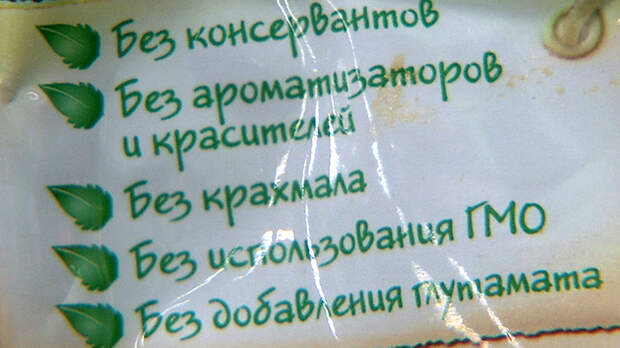 Без консервантов
Без ароматизаторов
и красителей
Без крахмала
Без использования ГМО
Без добавления глутамата